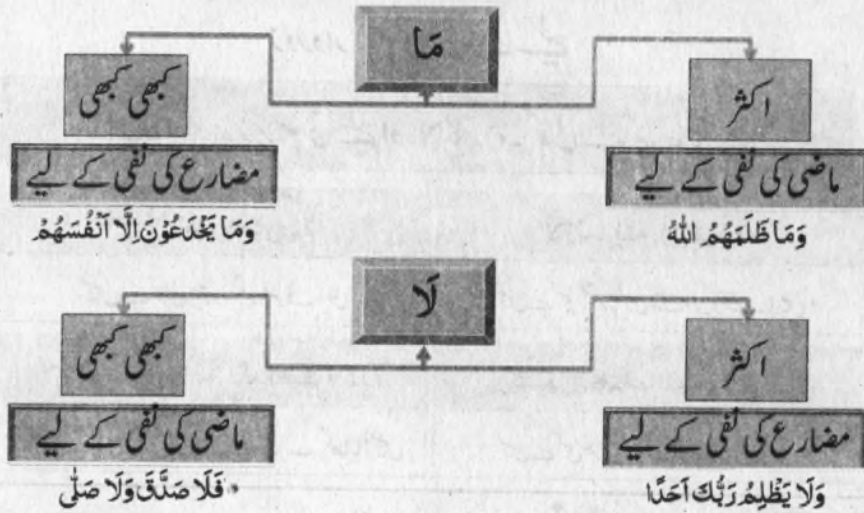 مَا
اکثر
کبھی کبھی
ماضی کی نفی کے لیے
مضارع کی نفی کے لیے
وَمَا ظَلَمَهُمُ اللهُ
وَمَا يَخْدَعُوْنَ اِلَّا اَنْفُسَهُمْ
لَا
اکثر
کبھی کبھی
مضارع کی نفی کے لیے
ماضی کی نفی کے لیے
وَلَا يَظْلِمُ رَبُّكَ اَحَدًا
فَلَا صَدَّقَ وَلَا صَلّٰى